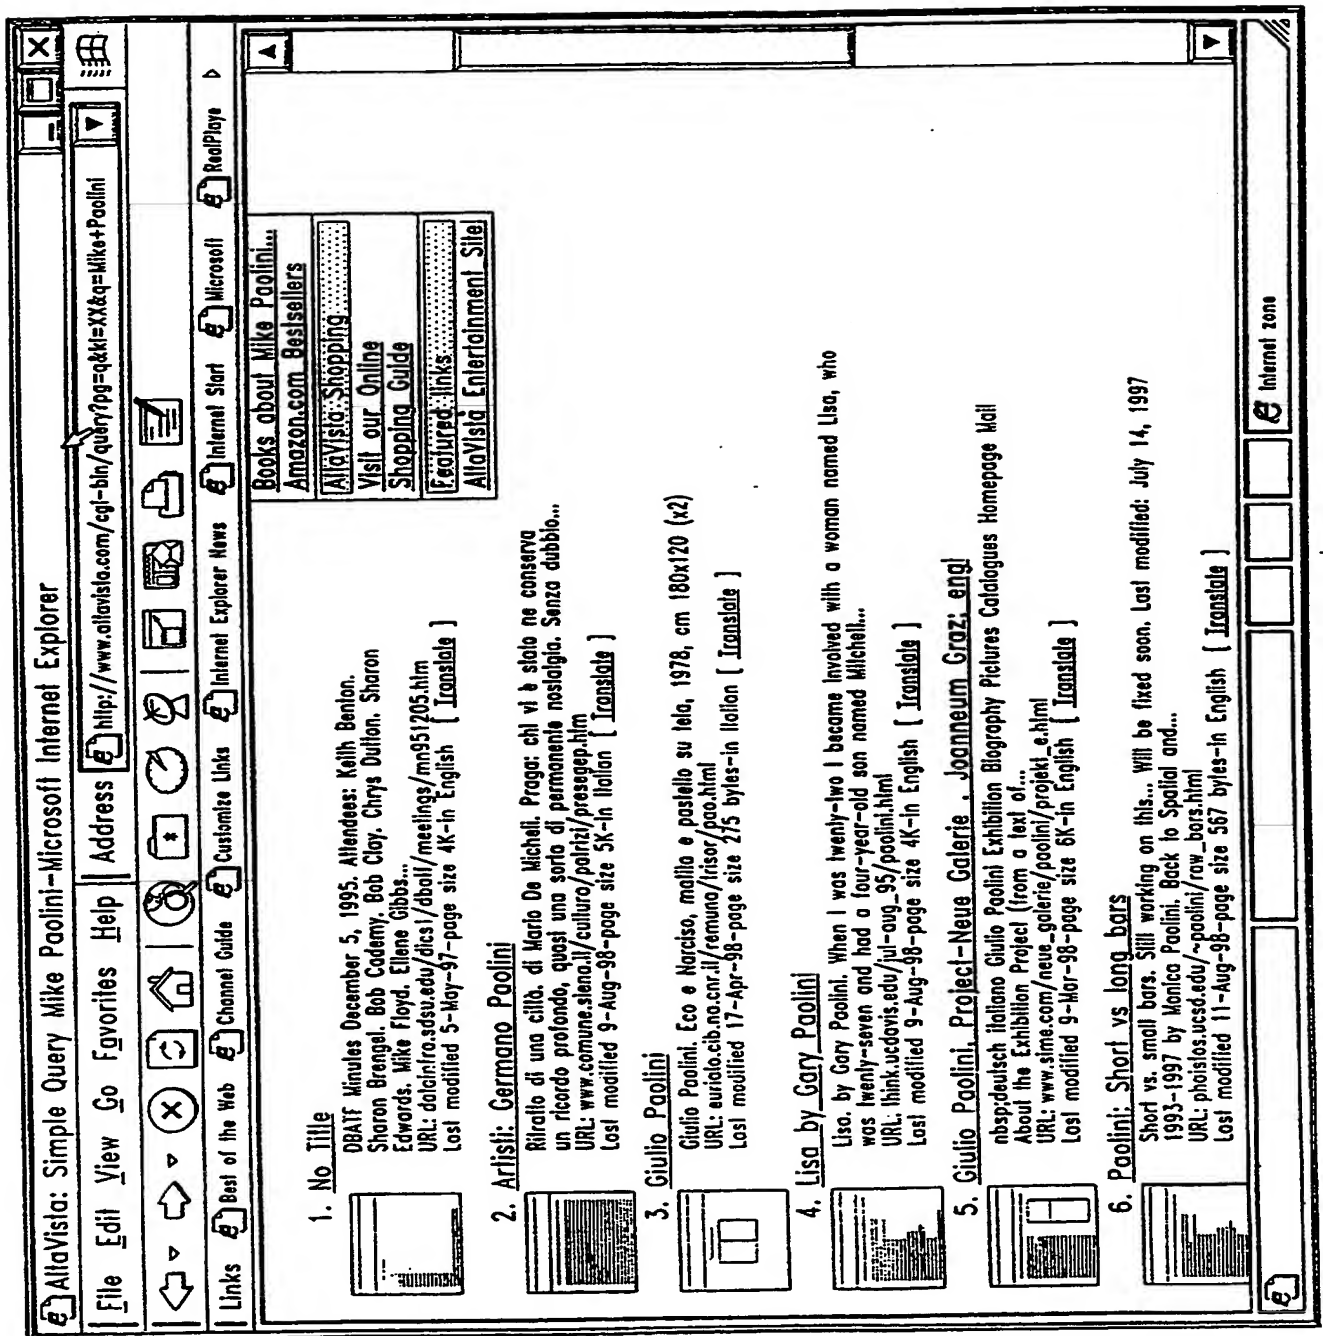 AltaVista: Simple Query Mike Paolini-Microsoft Internet Explorer
File Edit View Go Favorites Help
Address http://www.altavista.com/cgi-bin/query?pg=q&kl=XX&q=Mike+Paolini
Links Best of the Web Channel Guide Customize Links Internet Explorer News Internet Start Microsoft RealPlaye
Books about Mike Paolini...
Amazon.com Bestsellers
AltaVista Shopping
Visit our Online
Shopping Guide
Featured links
AltaVista Entertainment Site!
1. No Title
DBAIF Minutes December 5, 1995. Attendees: Keith Benton.
Sharon Brengel. Bob Codemy. Bob Clay. Chrys Dutton. Sharon
Edwards. Mike Floyd. Ellene Gibbs...
URL: datainfra.sdsu.edu/dics1/dball/meetings/mn951205.htm
Last modified 5-May-97-page size 4K-in English [ Translate ]
2. Artisti: Germano Paolini
Ritratto di una città. di Mario De Micheli. Praga: chi vi è stato ne conserva
un ricordo profondo, quasi una sorta di permanente nostalgia. Senza dubbio...
URL: www.comune.siena.il/cultura/patrizi/presegep.htm
Last modified 9-Aug-98-page size 5K-in Italian [ Translate ]
3. Giulio Paolini
Giulio Paolini. Eco e Narciso, matita e pastello su tela, 1978, cm 180x120 (x2)
URL: eurialo.cib.na.cnr.il/remuna/trisor/pao.html
Last modified 17-Apr-98-page size 275 bytes-in Italian [ Translate ]
4. Lisa by Gary Paolini
Lisa. by Gary Paolini. When I was twenty-two I became involved with a woman named Lisa, who
was twenty-seven and had a four-year-old son named Mitchell...
URL: think.ucdavis.edu/jul-aug_95/paolini.html
Last modified 9-Aug-98-page size 4K-in English [ Translate ]
5. Giulio Paolini, Project-Neue Galerie . Joanneum Graz; engl
nbsp;deutsch italiano Giulio Paolini Exhibition Biography Pictures Catalogues Homepage Mail
About the Exhibition Project (from a text of...
URL: www.sime.com/neue_galerie/paolini/projekt_e.html
Last modified 9-Mar-98-page size 6K-in English [ Translate ]
6. Paolini: Short vs long bars
Short vs. small bars. Still working on this... Will be fixed son. Last modified: July 14, 1997
1993-1997 by Monica Paolini. Back to Spatial and...
URL: phoislos.ucsd.edu/~paolini/raw_bars.html
Last modified 11-Aug-98-page size 567 bytes-in English [ Translate ]
Internet zone